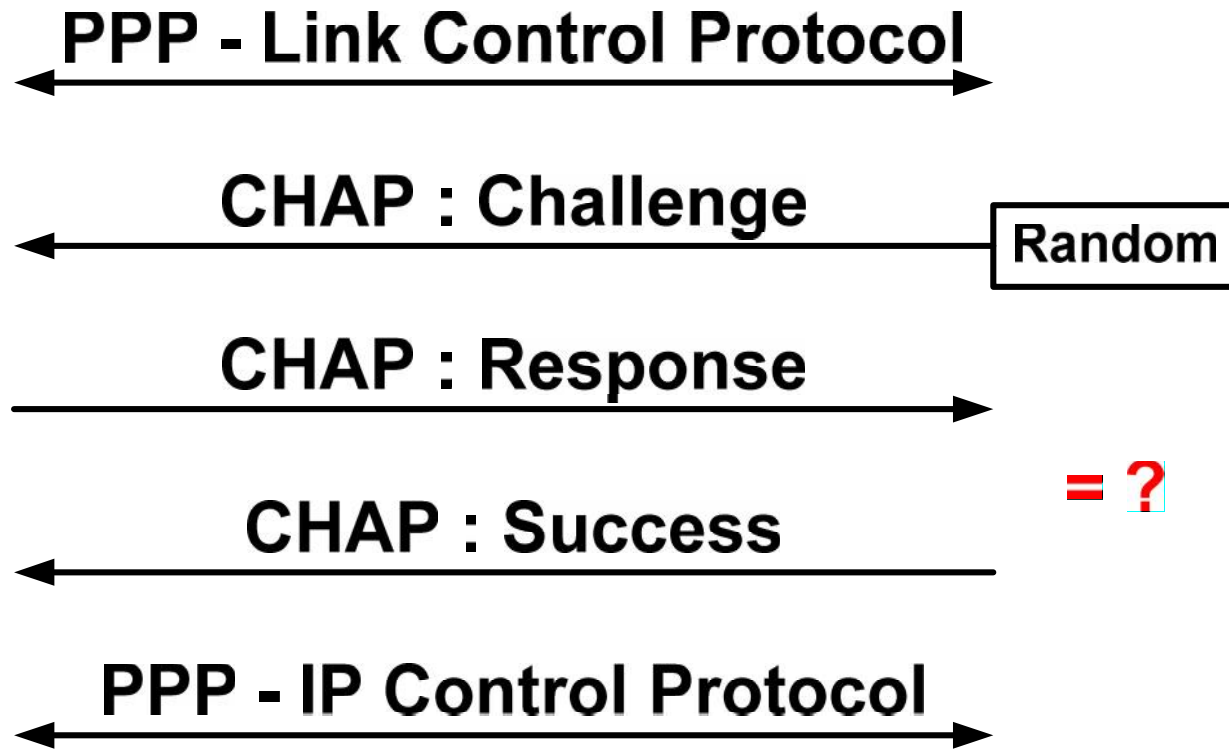 PPP - Link Control Protocol
CHAP : Challenge
Random
CHAP : Response
= ?
CHAP : Success
PPP - IP Control Protocol